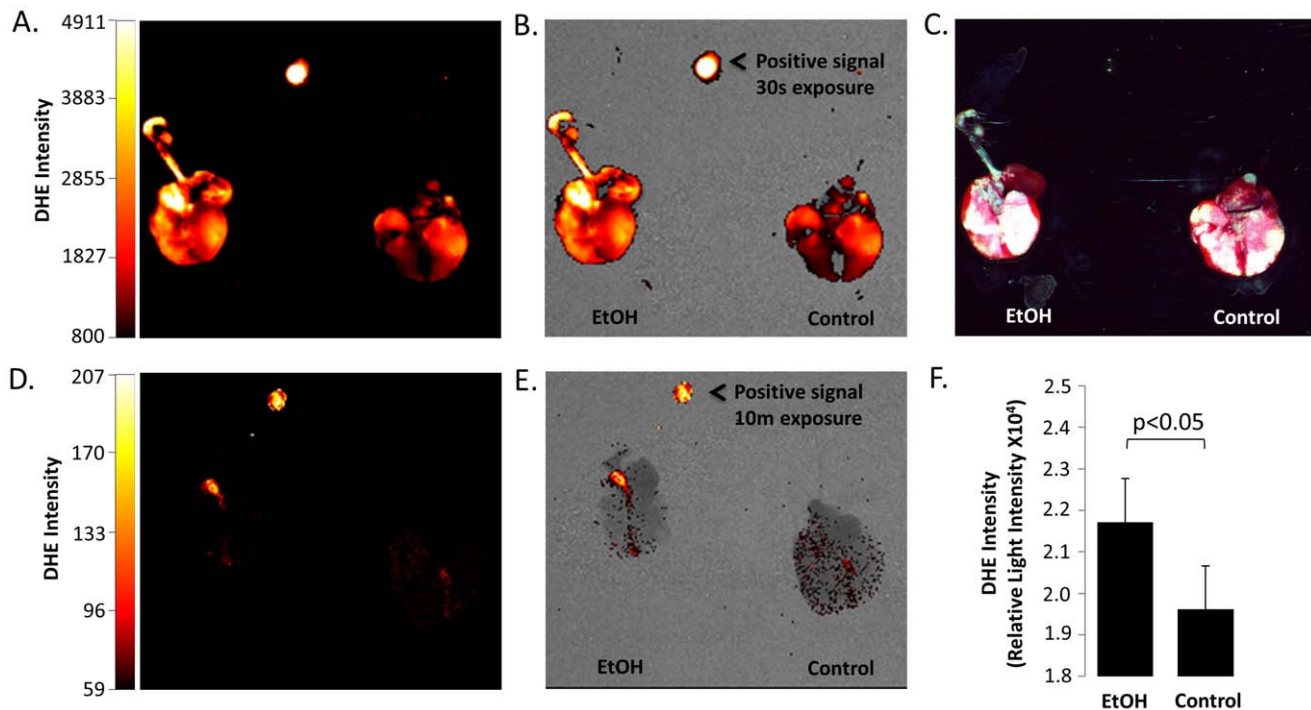 A.
4911
3883
2855
1827
800
DHE Intensity
B.
Positive signal
30s exposure
EtOH
Control
C.
EtOH
Control
D.
207
170
133
96
59
DHE Intensity
E.
Positive signal
10m exposure
EtOH
Control
F.
2.5
2.4
2.3
2.2
2.1
2.0
1.9
1.8
DHE Intensity
(Relative Light Intensity X10⁴)
p<0.05
EtOH
Control